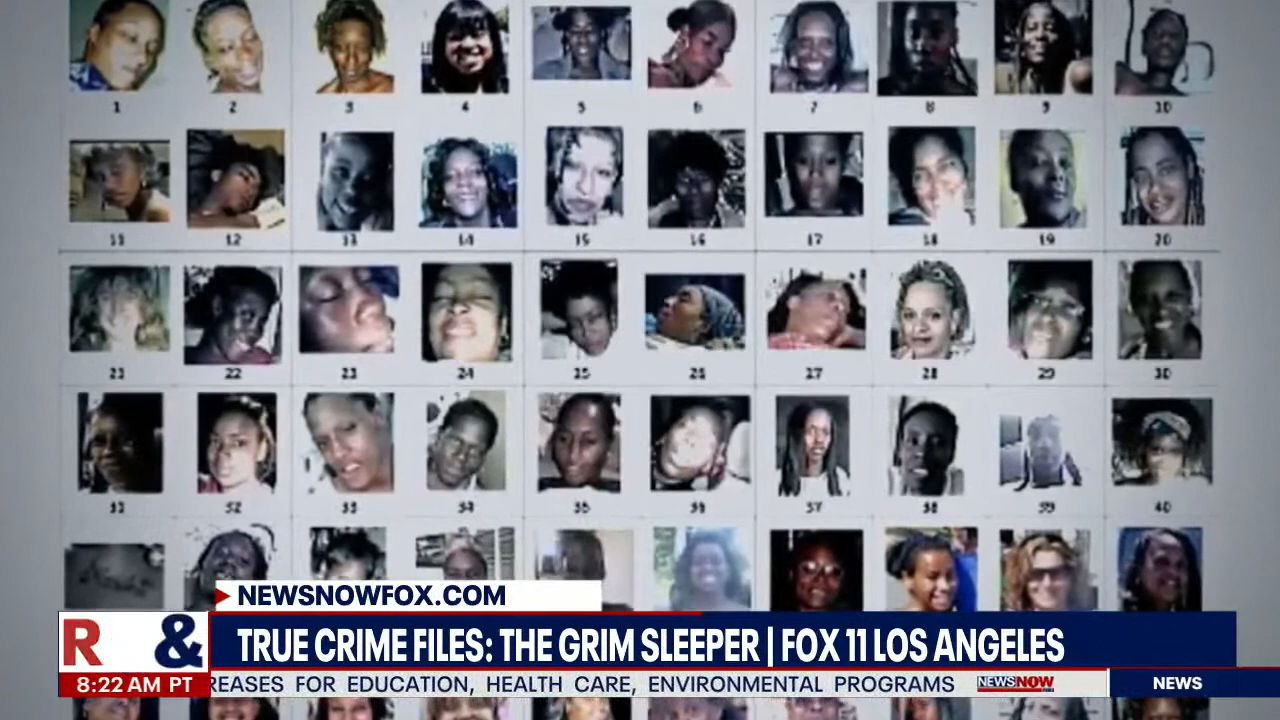 1 2 3 4 5 6 7 8 9 10
11 12 13 14 15 16 17 18 19 20
21 22 23 24 25 26 27 28 29 30
31 32 33 34 35 36 37 38 39 40
NEWSNOWFOX.COM
R &
TRUE CRIME FILES: THE GRIM SLEEPER | FOX 11 LOS ANGELES
8:22 AM PT
REASES FOR EDUCATION, HEALTH CARE, ENVIRONMENTAL PROGRAMS
NEWSNOW
NEWS